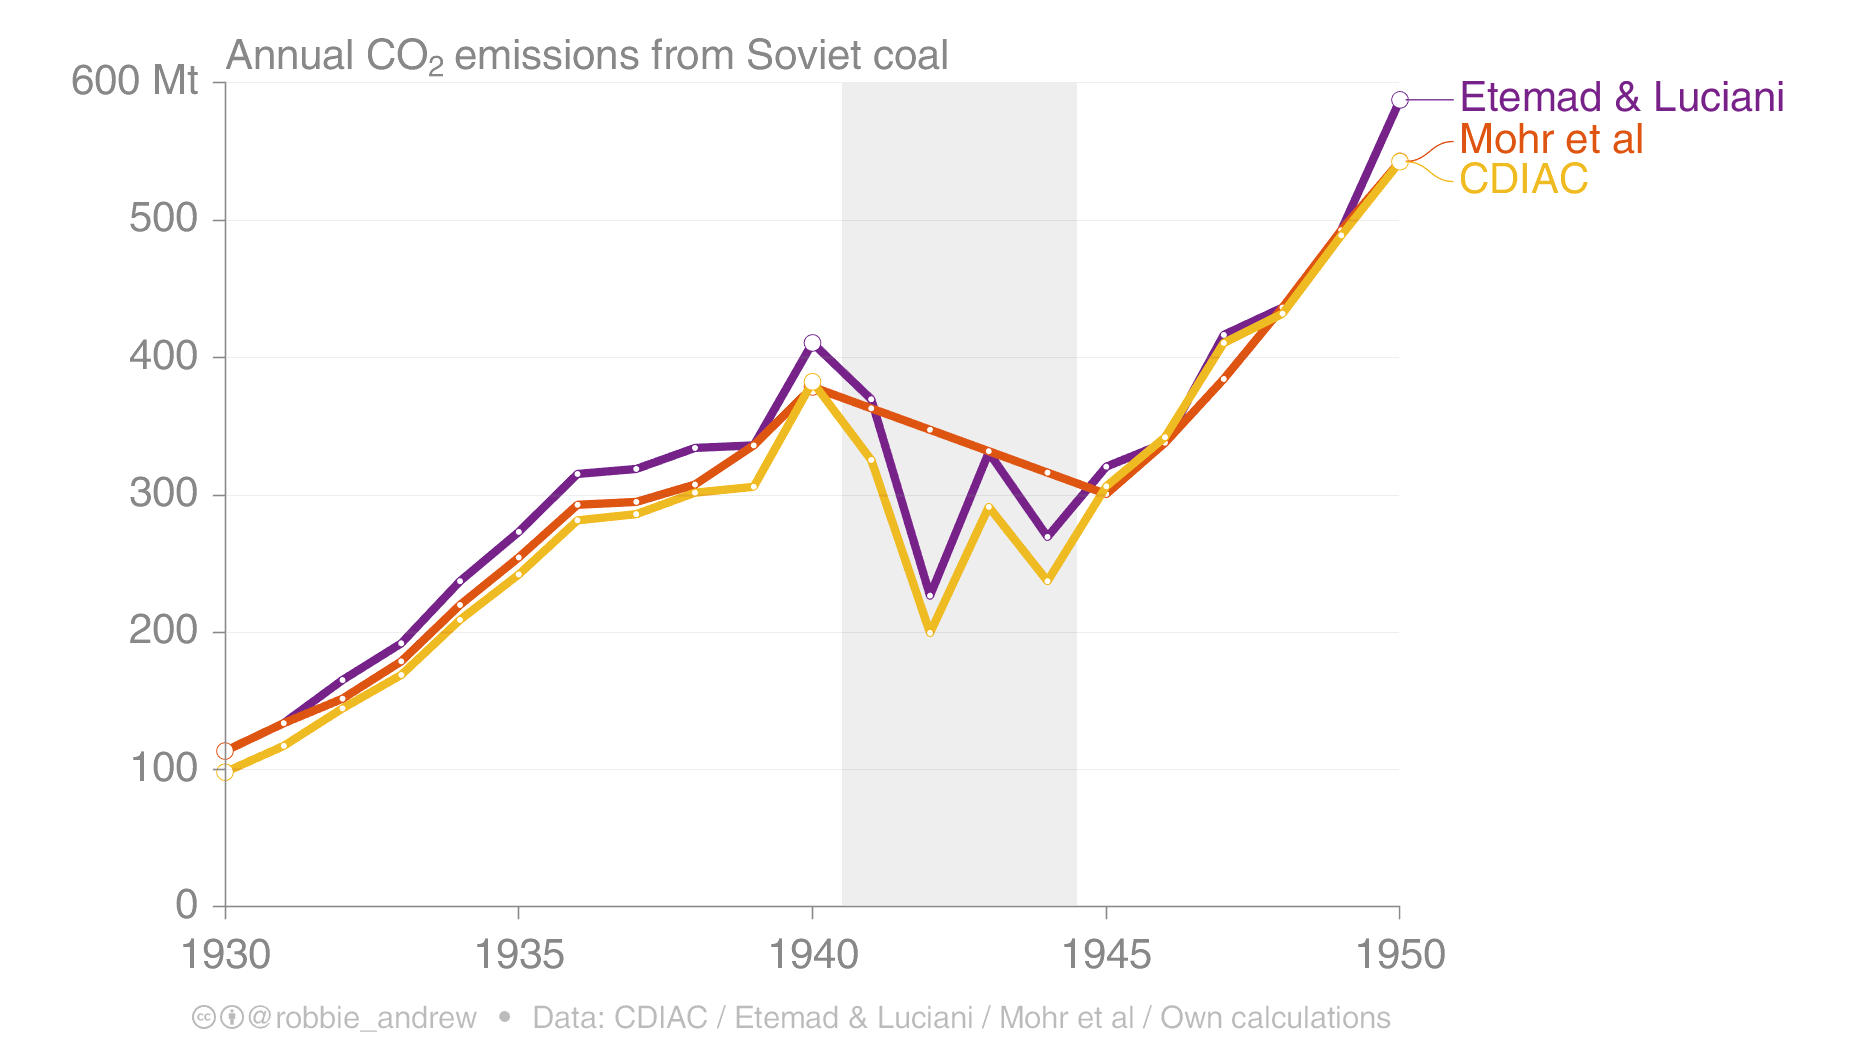 Annual CO₂ emissions from Soviet coal
600 Mt
500
400
300
200
100
0
1930 1935 1940 1945 1950
Etemad & Luciani
Mohr et al
CDIAC
@robbie_andrew • Data: CDIAC / Etemad & Luciani / Mohr et al / Own calculations